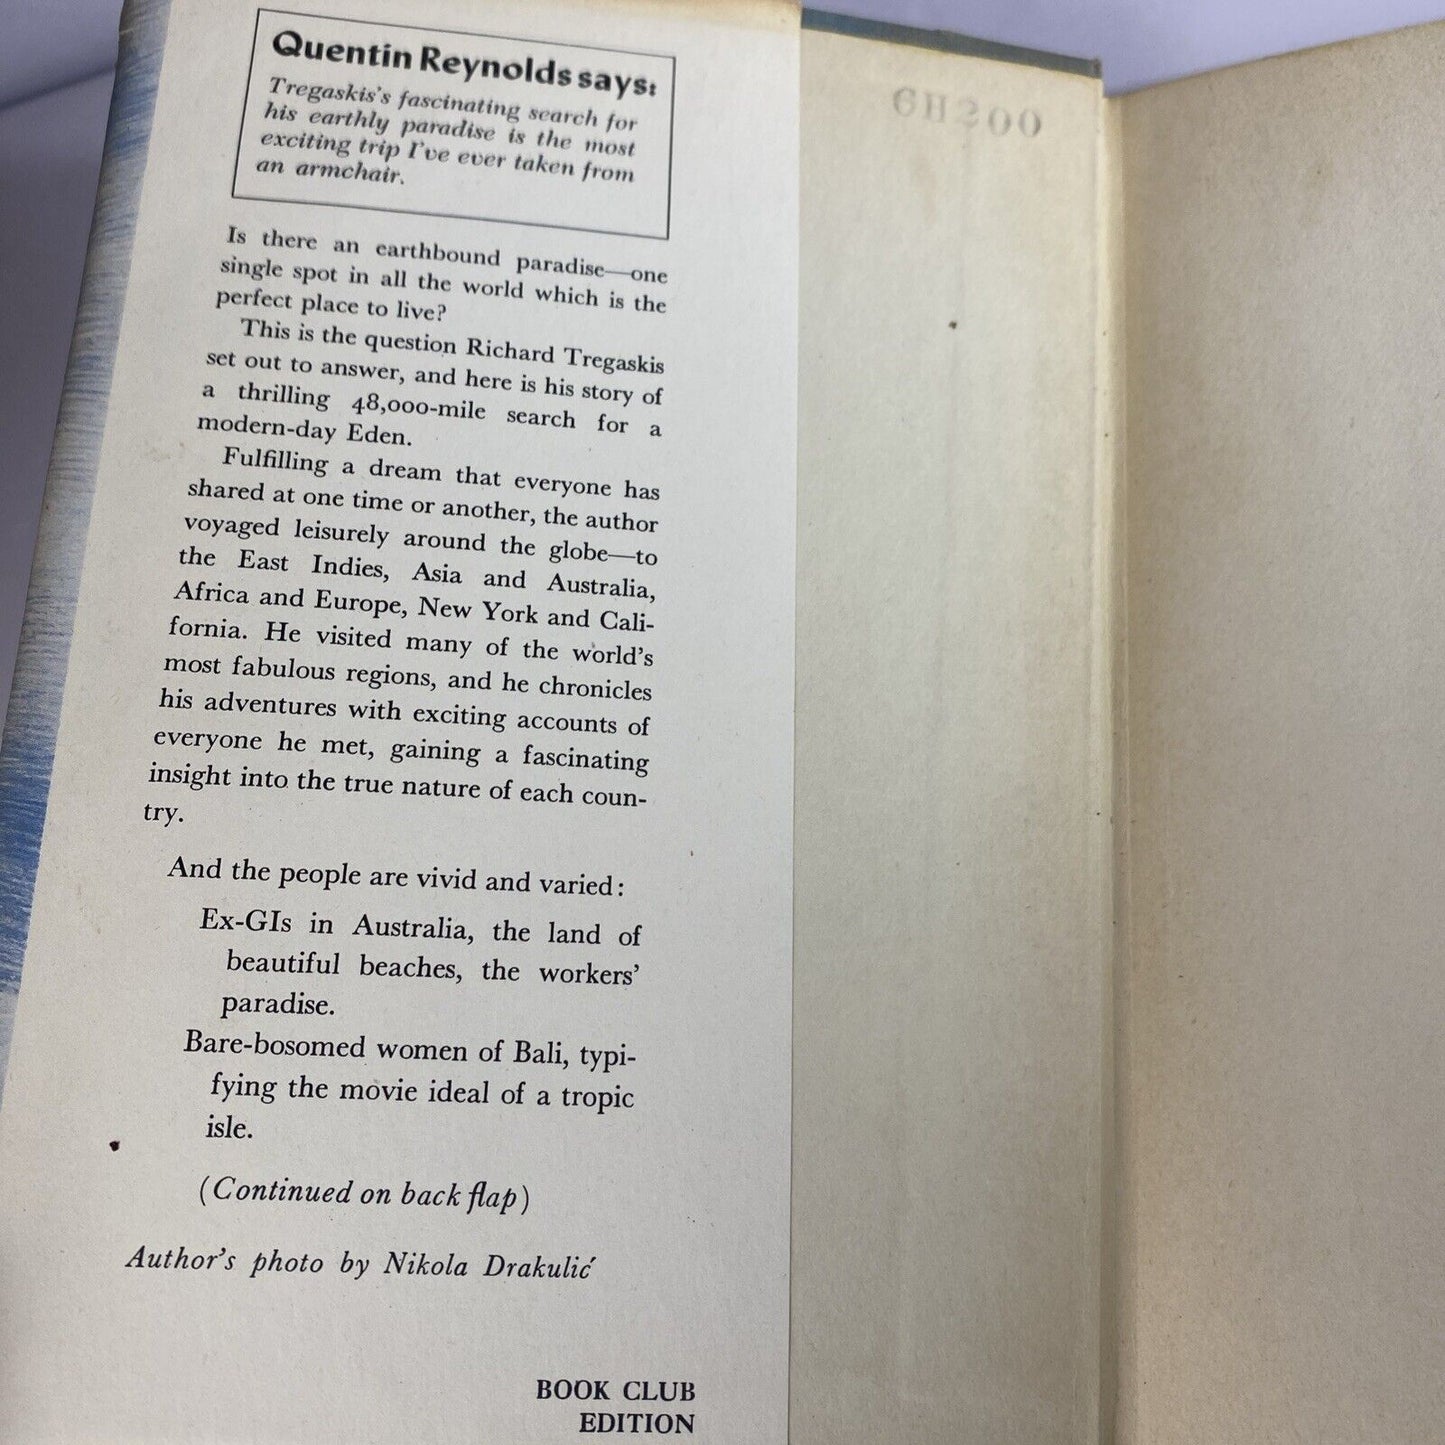 Quentin Reynolds says:
Tregaskis's fascinating search for
his earthly paradise is the most
exciting trip I've ever taken from
an armchair.
Is there an earthbound paradise—one
single spot in all the world which is the
perfect place to live?
This is the question Richard Tregaskis
set out to answer, and here is his story of
a thrilling 48,000-mile search for a
modern-day Eden.
Fulfilling a dream that everyone has
shared at one time or another, the author
voyaged leisurely around the globe—to
the East Indies, Asia and Australia,
Africa and Europe, New York and Cali-
fornia. He visited many of the world's
most fabulous regions, and he chronicles
his adventures with exciting accounts of
everyone he met, gaining a fascinating
insight into the true nature of each coun-
try.
And the people are vivid and varied:
Ex-GIs in Australia, the land of
beautiful beaches, the workers'
paradise.
Bare-bosomed women of Bali, typi-
fying the movie ideal of a tropic
isle.
(Continued on back flap)
Author's photo by Nikola Drakulić
BOOK CLUB
EDITION